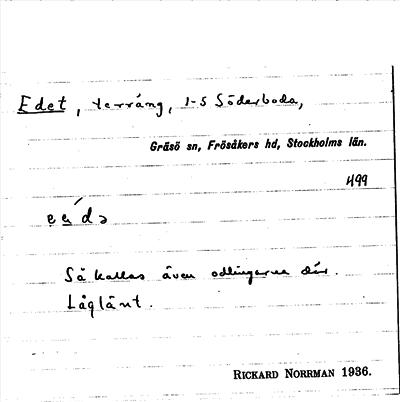 Edet, terräng, 1-5 Söderboda,
Gräsö sn, Frösåkers hd, Stockholms län.
499
Så kallas även odlingarna där.
Låglänt.
RICKARD NORRMAN 1936.